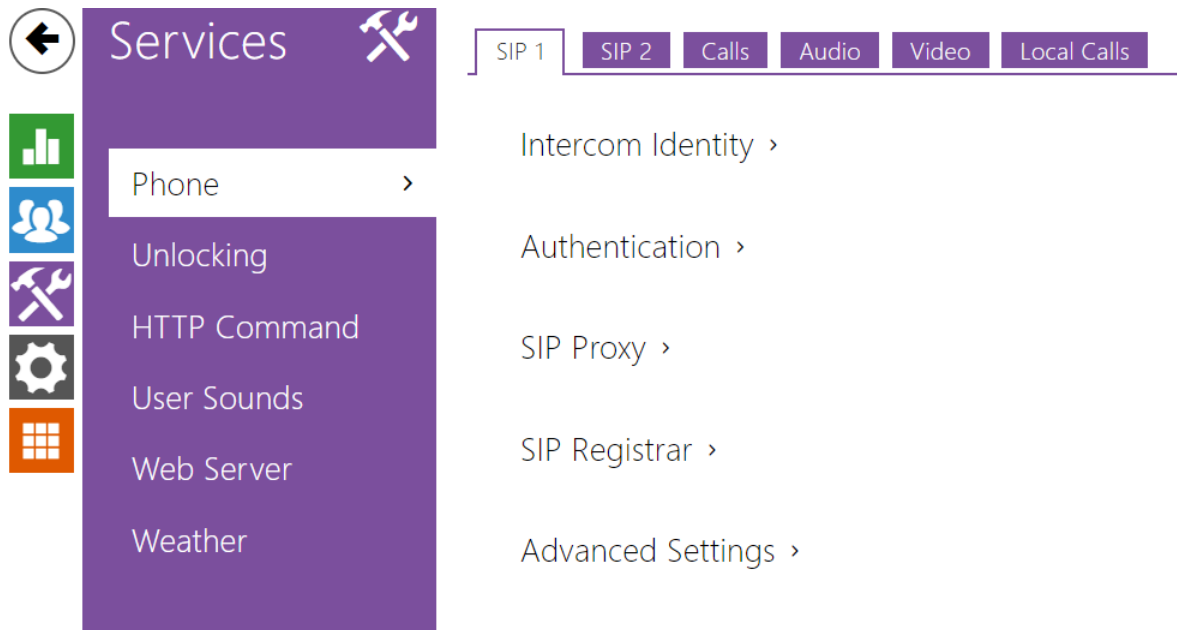 Services
Phone
Unlocking
HTTP Command
User Sounds
Web Server
Weather
SIP 1 SIP 2 Calls Audio Video Local Calls
Intercom Identity
Authentication
SIP Proxy
SIP Registrar
Advanced Settings